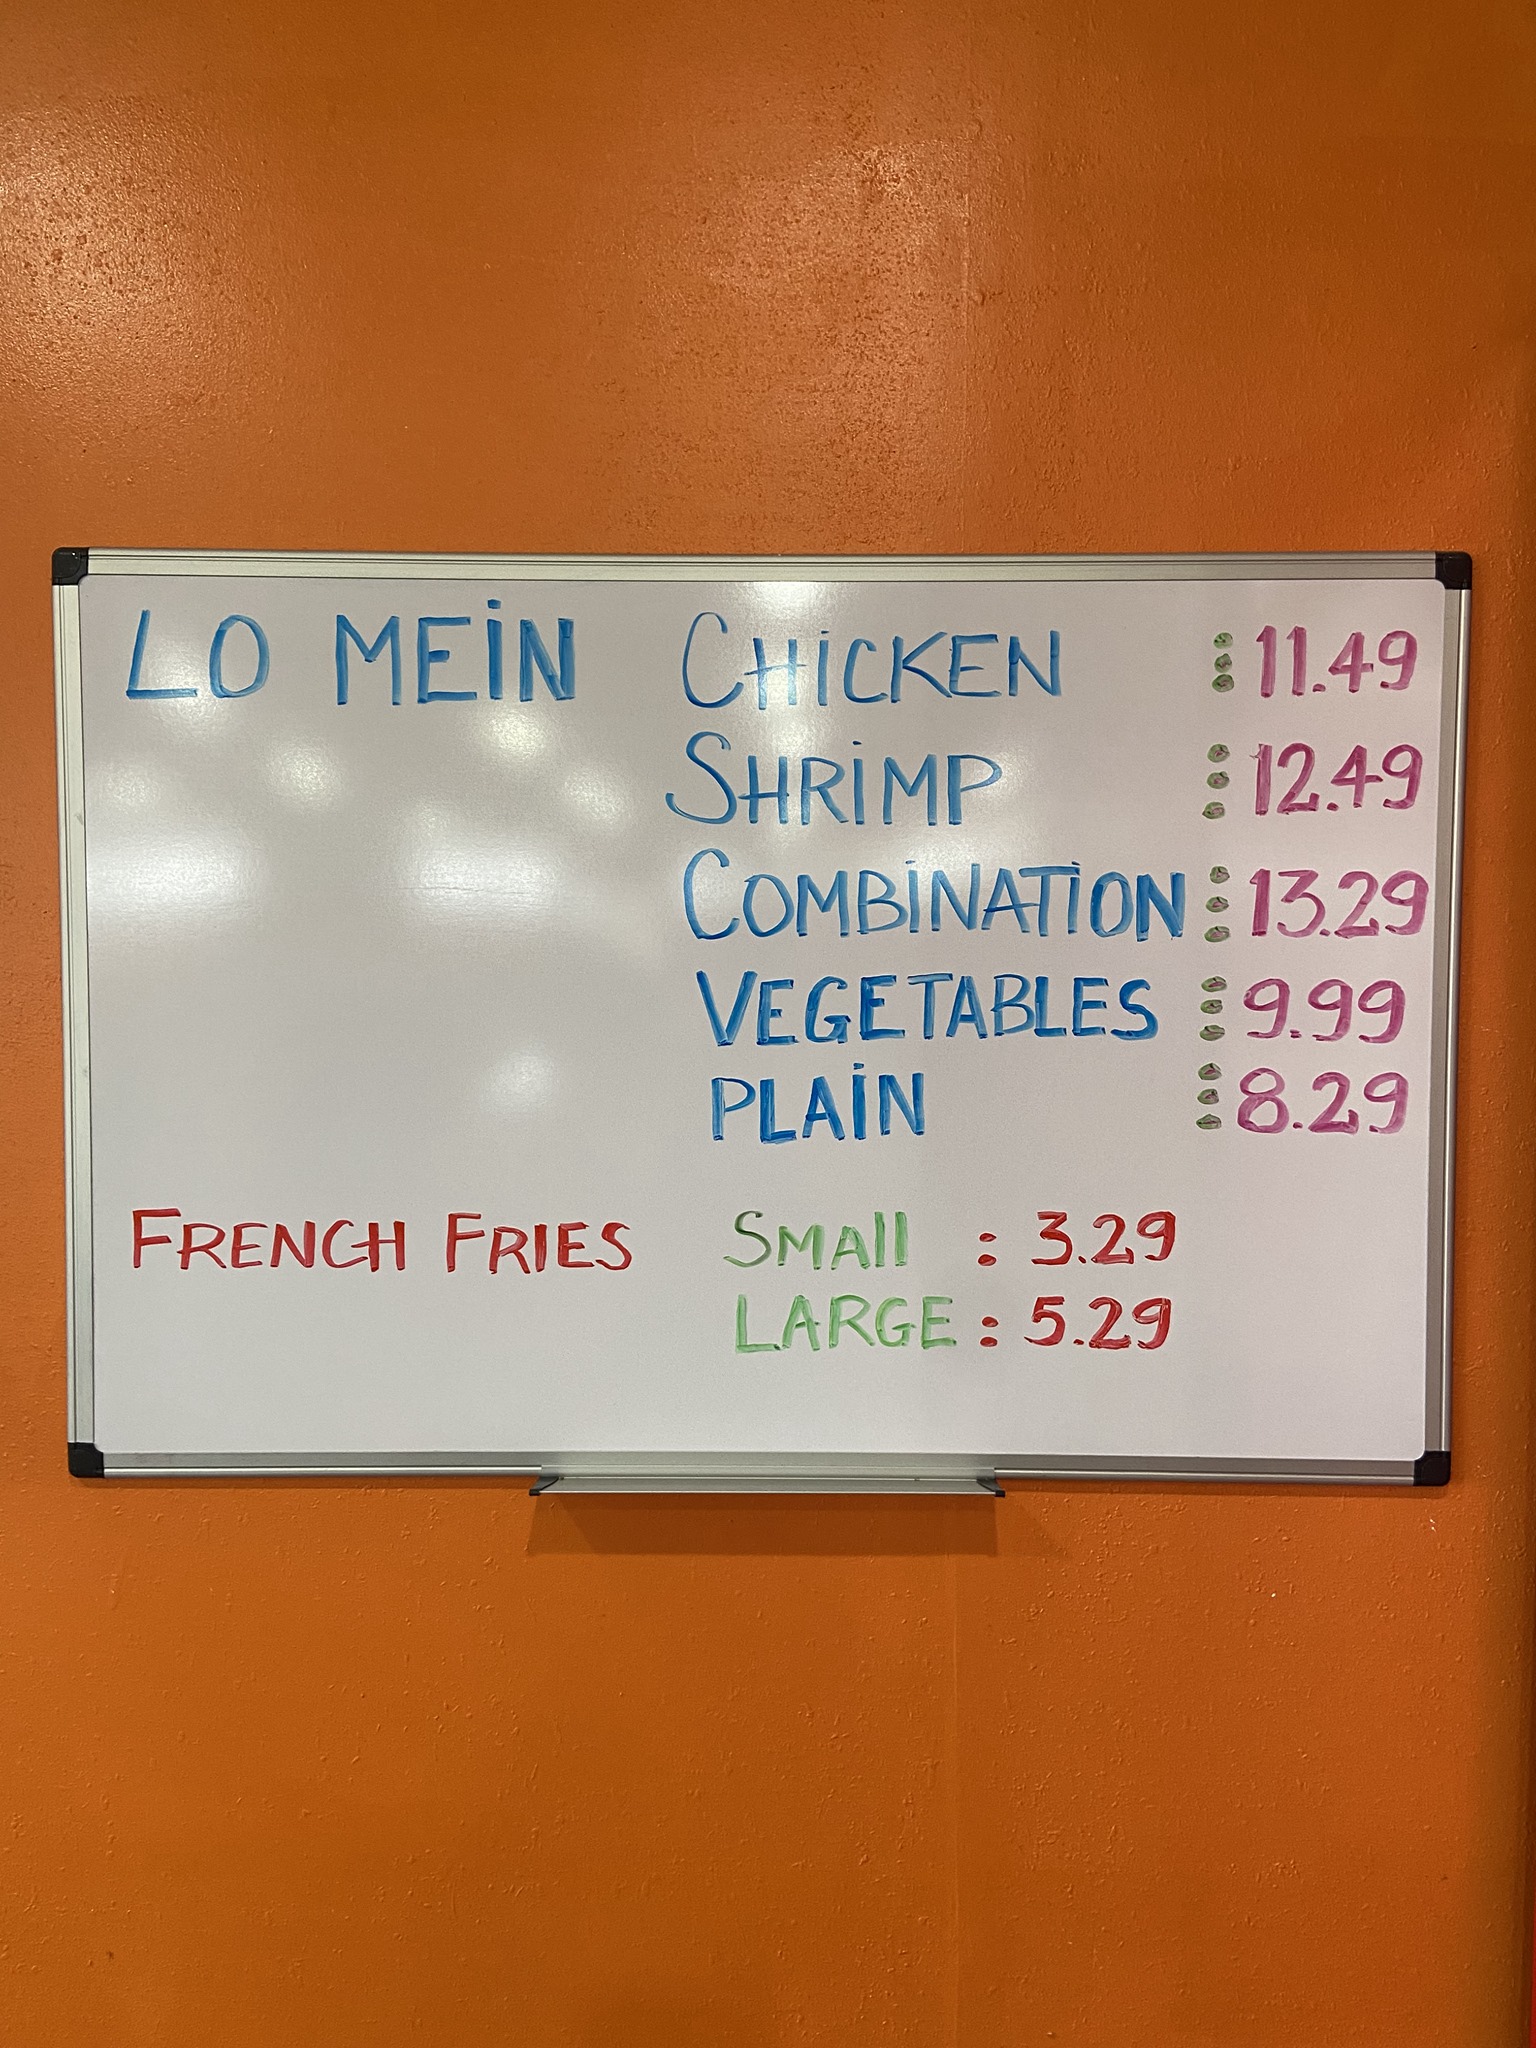 LO MEIN CHICKEN : 11.49
SHRIMP : 12.49
COMBINATION : 13.29
VEGETABLES : 9.99
PLAIN : 8.29
FRENCH FRIES SMAll : 3.29
LARGE : 5.29